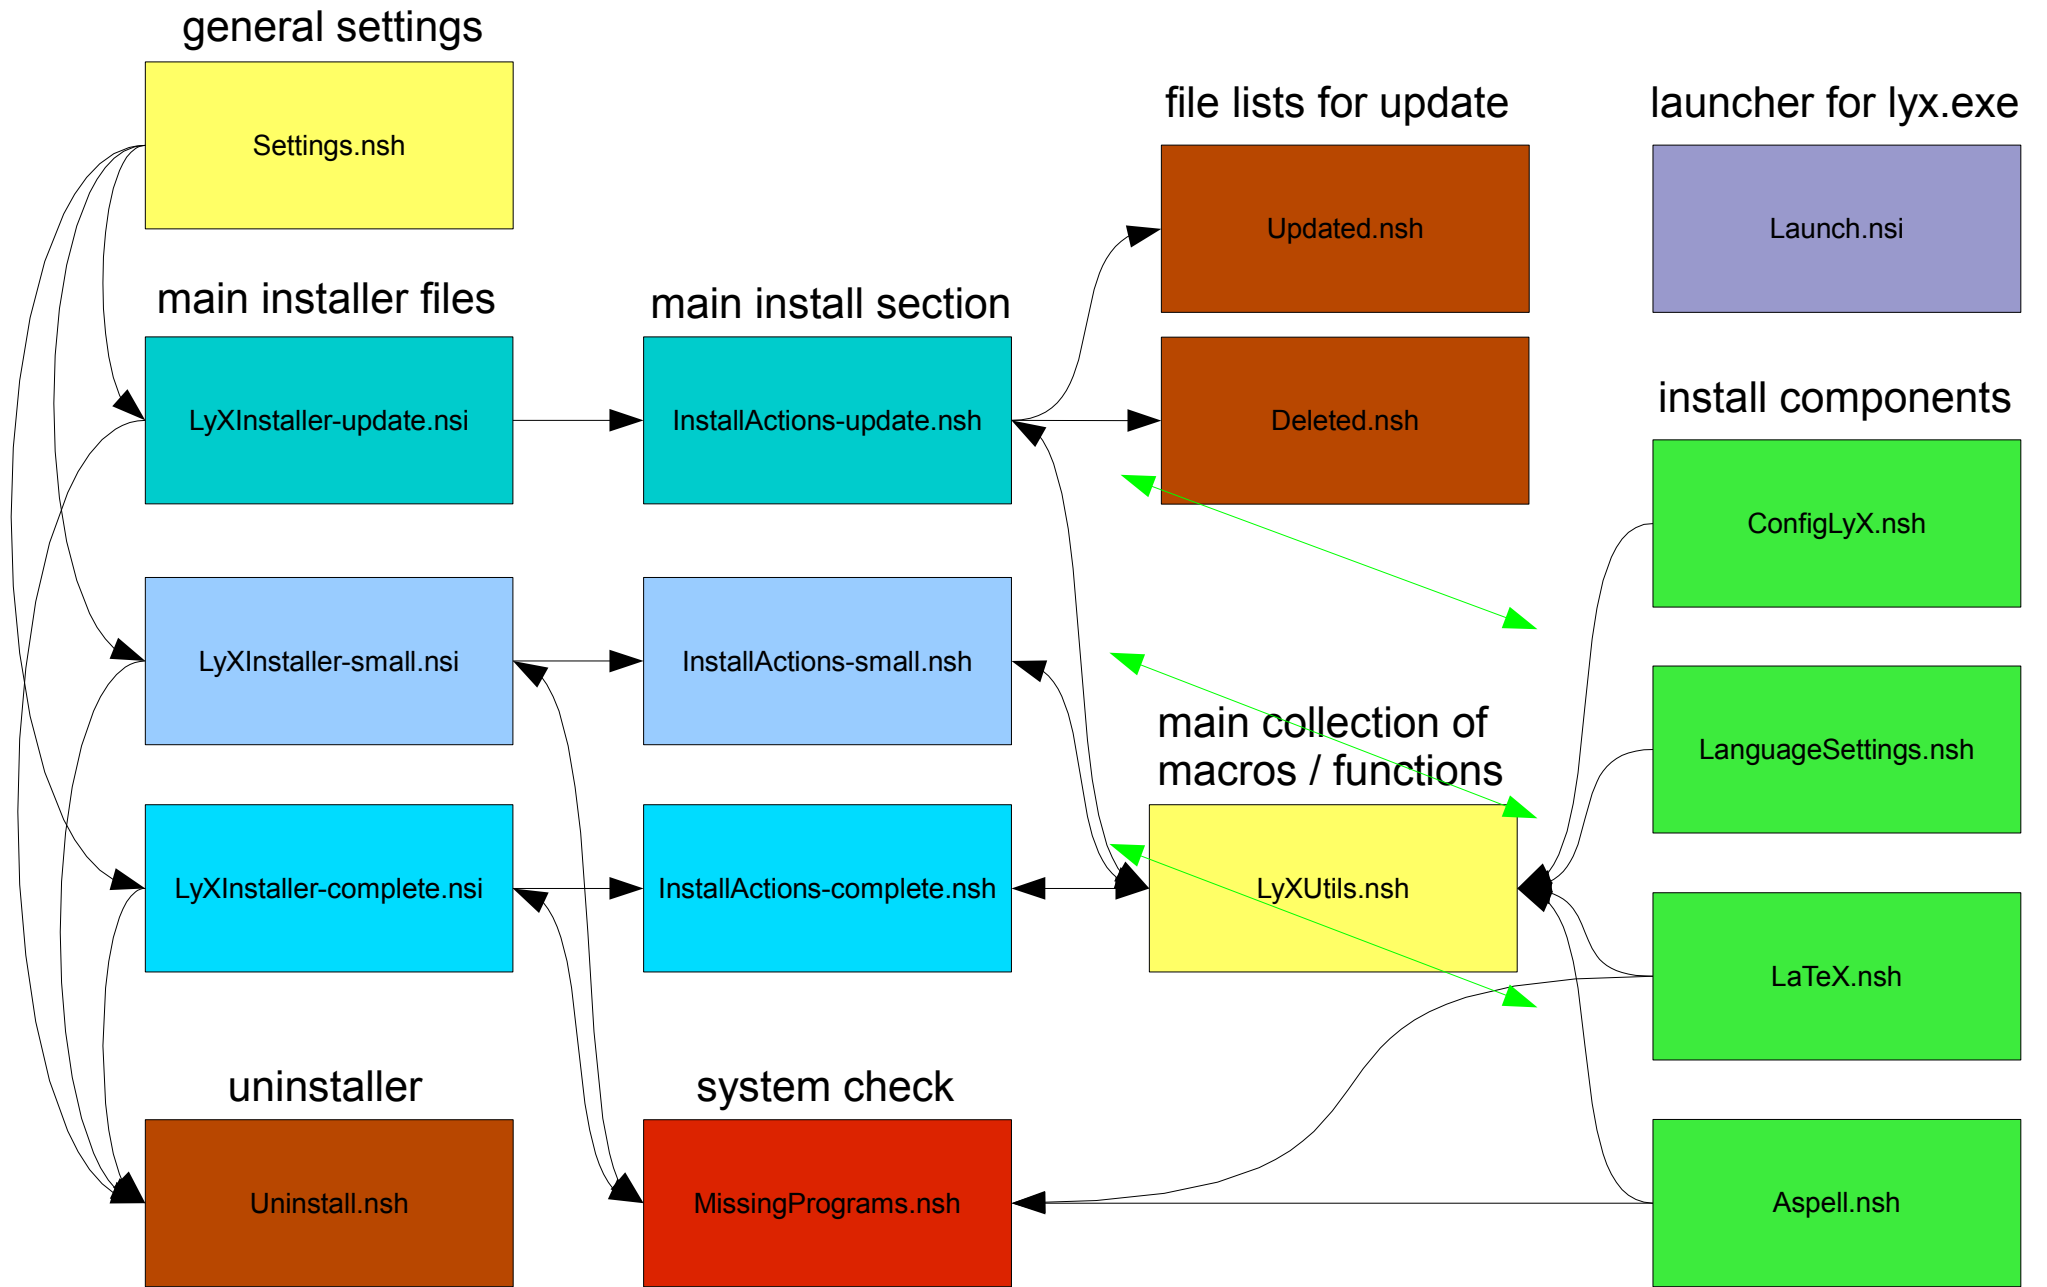 general settings
Settings.nsh
file lists for update
launcher for lyx.exe
Updated.nsh
Launch.nsi
main installer files
main install section
LyXInstaller-update.nsi
InstallActions-update.nsh
Deleted.nsh
install components
ConfigLyX.nsh
LyXInstaller-small.nsi
InstallActions-small.nsh
main collection of
macros / functions
LanguageSettings.nsh
LyXInstaller-complete.nsi
InstallActions-complete.nsh
LyXUtils.nsh
LaTeX.nsh
uninstaller
system check
Uninstall.nsh
MissingPrograms.nsh
Aspell.nsh